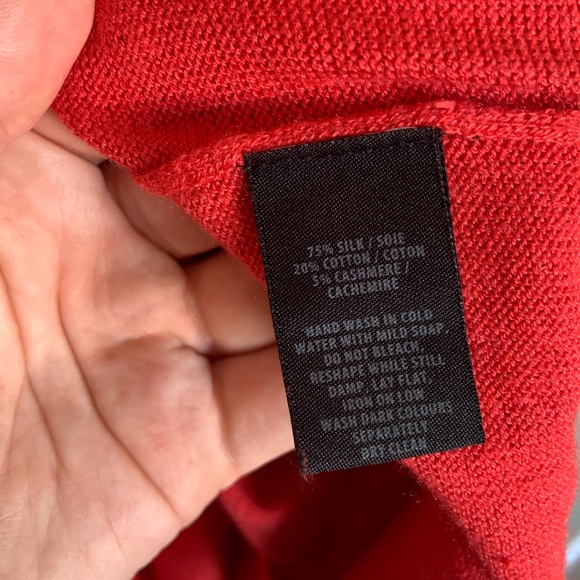 75% SILK / SOIE
20% COTTON / COTON
5% CASHMERE /
CACHEMIRE
HAND WASH IN COLD
WATER WITH MILD SOAP.
DO NOT BLEACH.
RESHAPE WHILE STILL
DAMP. LAY FLAT
IRON ON LOW
WASH DARK COLOURS
SEPARATELY
DRY CLEAN